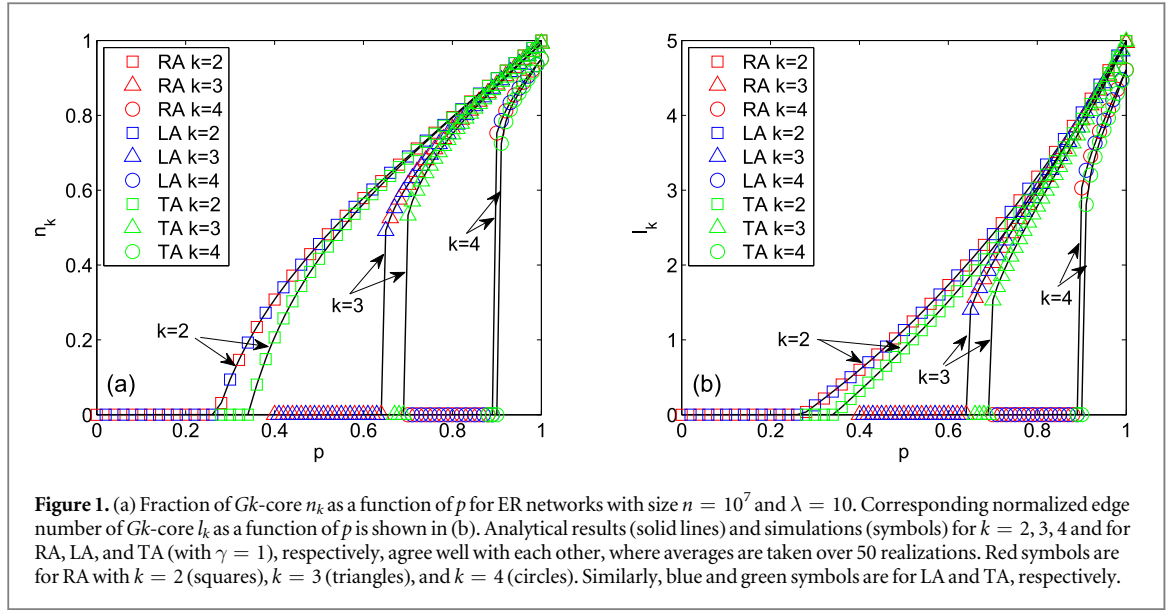 1
0.8
0.6
0.4
0.2
0
n_k
RA k=2
RA k=3
RA k=4
LA k=2
LA k=3
LA k=4
TA k=2
TA k=3
TA k=4
k=2
k=3
k=4
(a)
0 0.2 0.4 0.6 0.8 1
p
5
4
3
2
1
0
l_k
RA k=2
RA k=3
RA k=4
LA k=2
LA k=3
LA k=4
TA k=2
TA k=3
TA k=4
k=2
k=3
k=4
(b)
0 0.2 0.4 0.6 0.8 1
p
Figure 1. (a) Fraction of Gk-core n_k as a function of p for ER networks with size n = 10^7 and λ = 10. Corresponding normalized edge
number of Gk-core l_k as a function of p is shown in (b). Analytical results (solid lines) and simulations (symbols) for k = 2, 3, 4 and for
RA, LA, and TA (with γ = 1), respectively, agree well with each other, where averages are taken over 50 realizations. Red symbols are
for RA with k = 2 (squares), k = 3 (triangles), and k = 4 (circles). Similarly, blue and green symbols are for LA and TA, respectively.